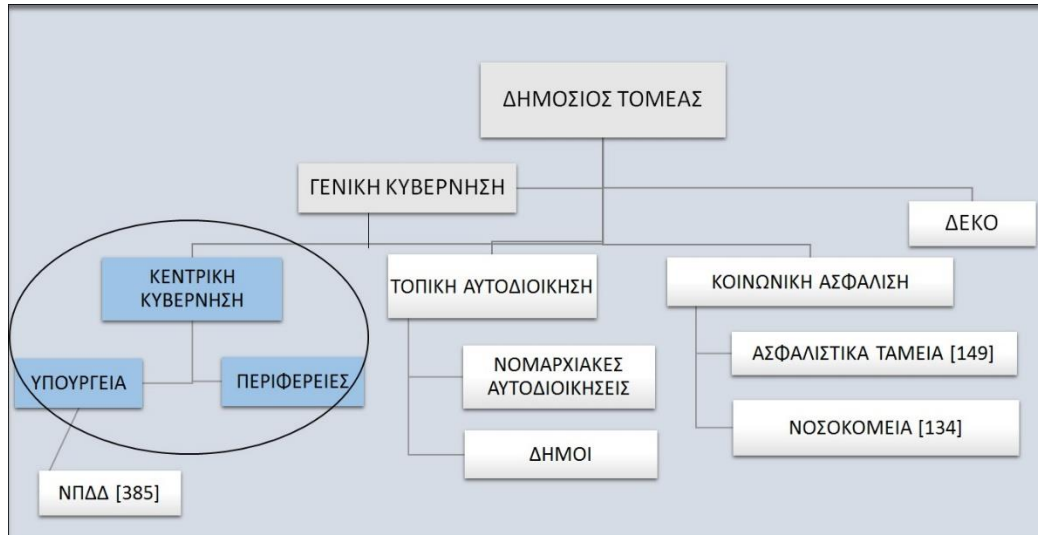 ΔΗΜΟΣΙΟΣ ΤΟΜΕΑΣ
ΓΕΝΙΚΗ ΚΥΒΕΡΝΗΣΗ
ΔΕΚΟ
ΚΕΝΤΡΙΚΗ
ΚΥΒΕΡΝΗΣΗ
ΤΟΠΙΚΗ ΑΥΤΟΔΙΟΙΚΗΣΗ
ΚΟΙΝΩΝΙΚΗ ΑΣΦΑΛΙΣΗ
ΥΠΟΥΡΓΕΙΑ
ΠΕΡΙΦΕΡΕΙΕΣ
ΝΟΜΑΡΧΙΑΚΕΣ
ΑΥΤΟΔΙΟΙΚΗΣΕΙΣ
ΑΣΦΑΛΙΣΤΙΚΑ ΤΑΜΕΙΑ [149]
ΔΗΜΟΙ
ΝΟΣΟΚΟΜΕΙΑ [134]
ΝΠΔΔ [385]